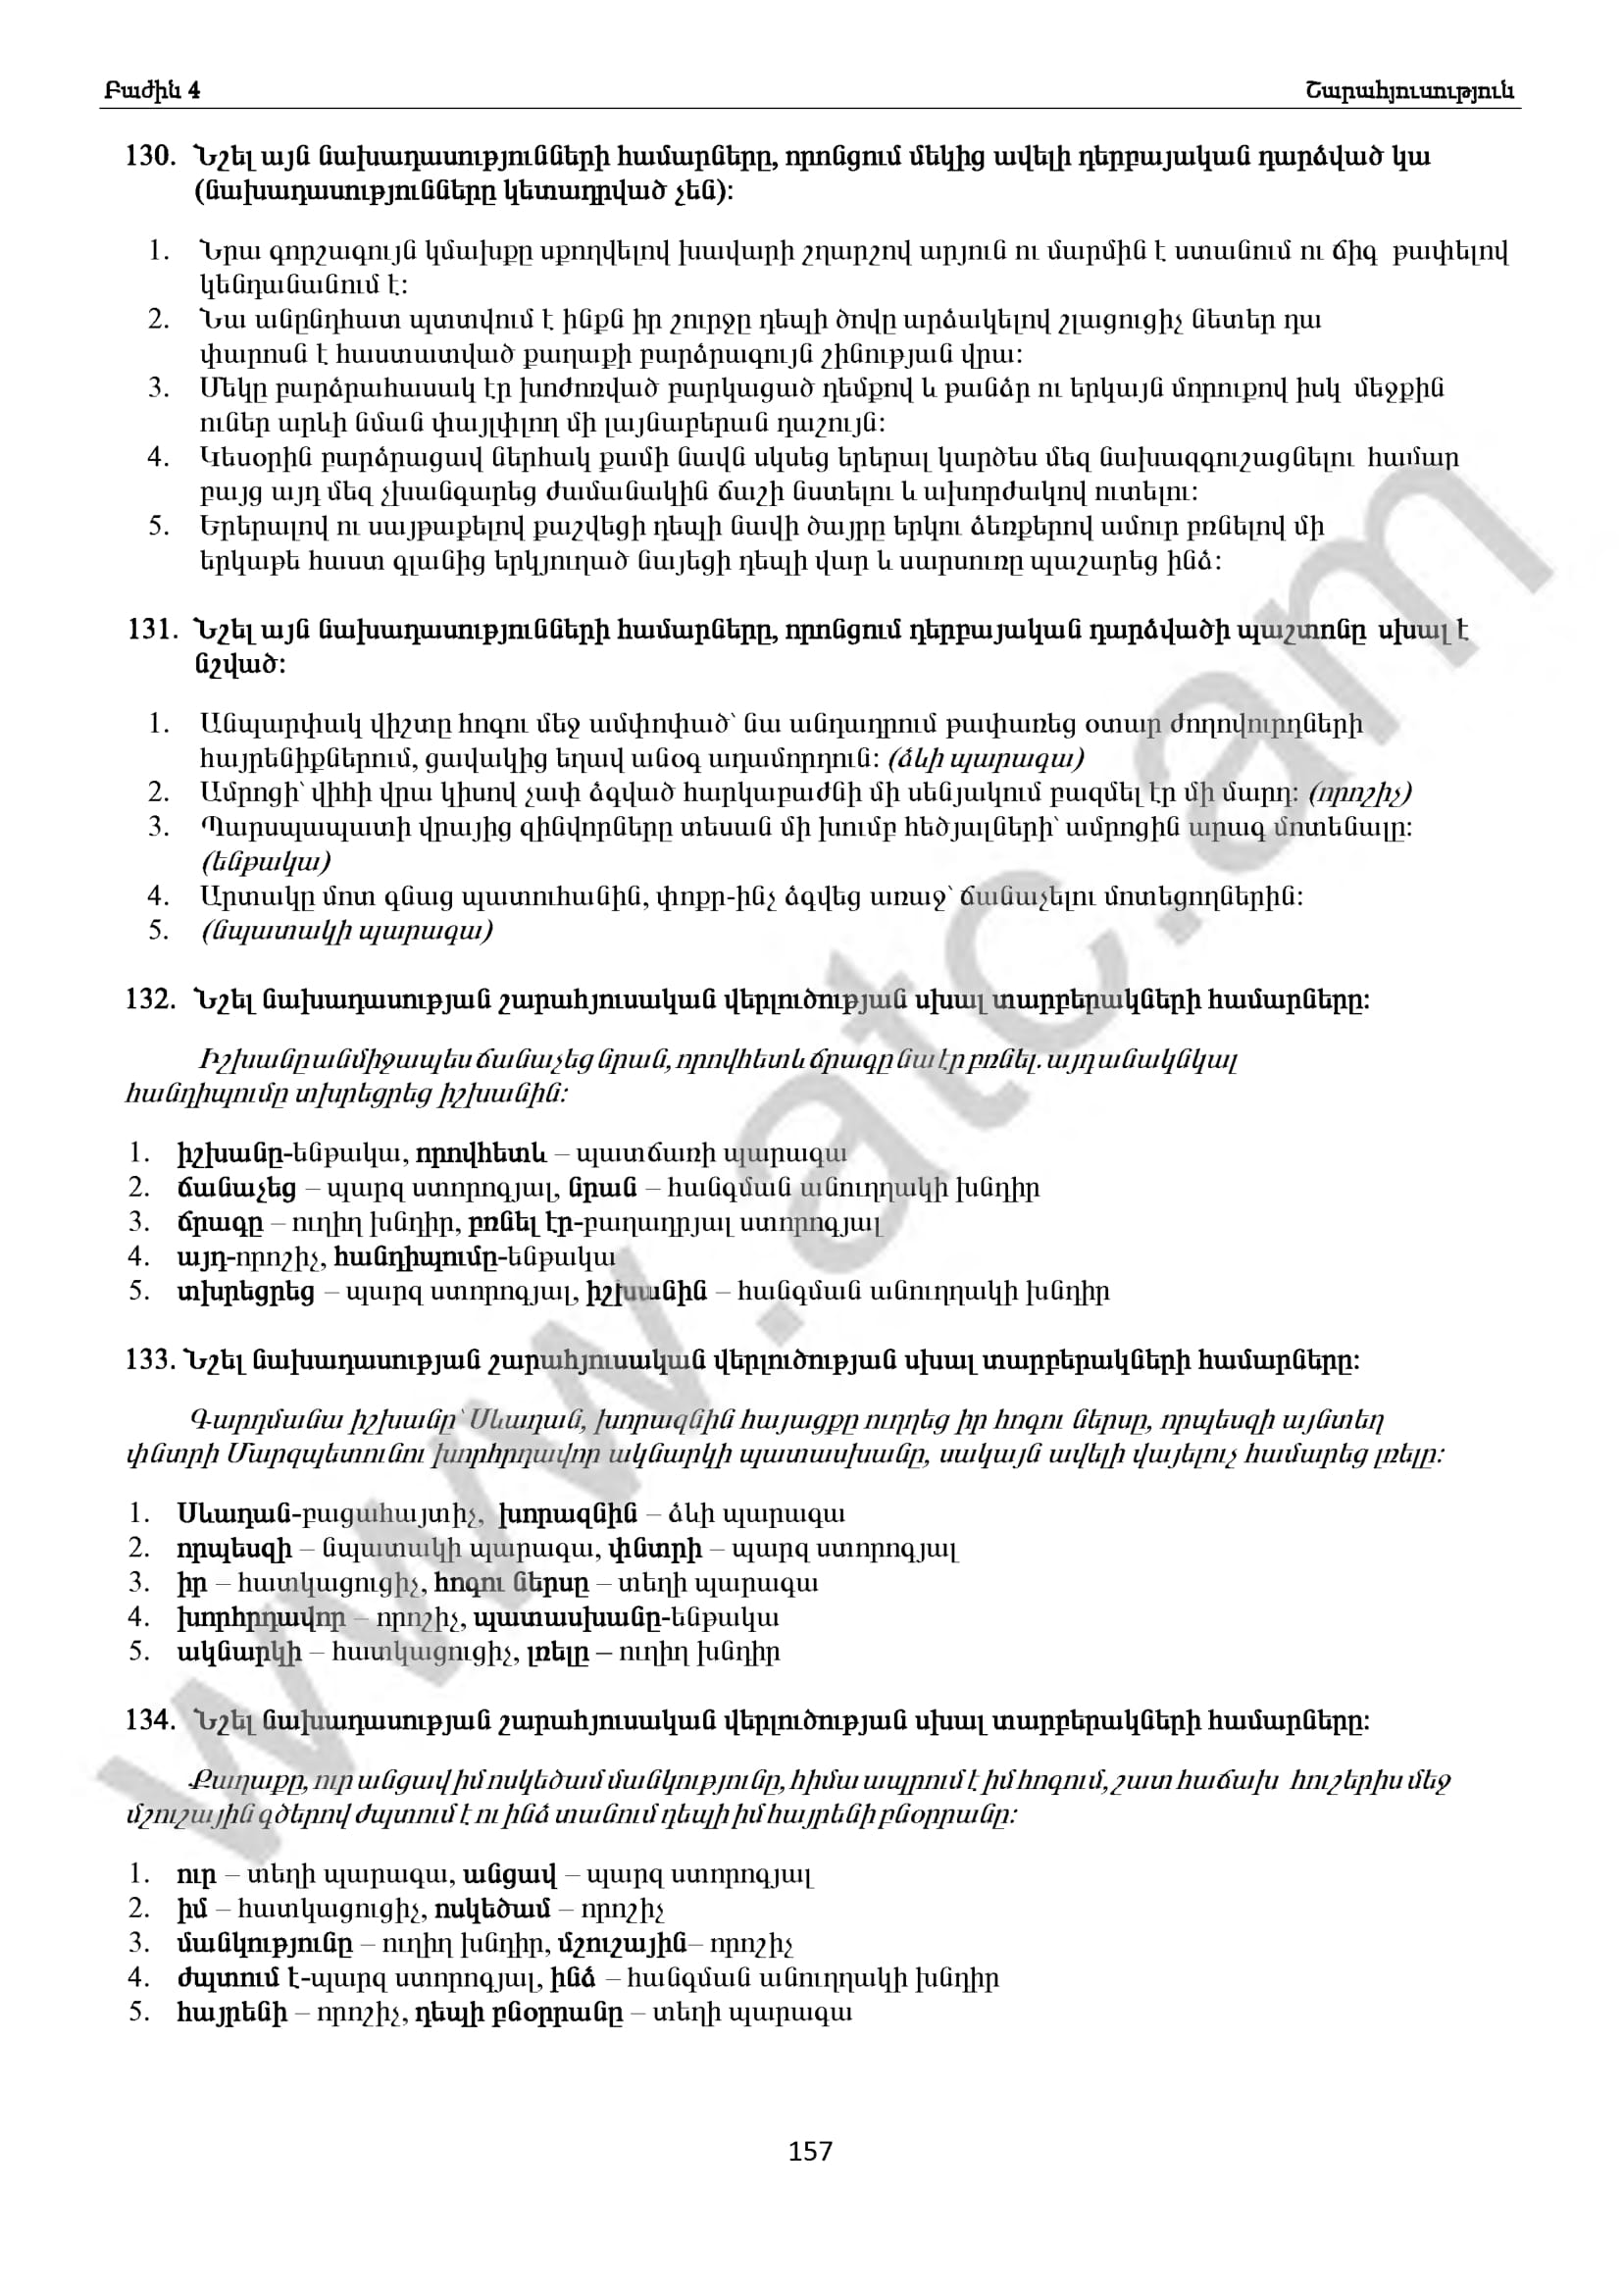 Բաժին 4 Շարահյուսություն
130. Նշել այն նախադասությունների համարները, որոնցում մեկից ավելի դերբայական դարձված կա
(նախադասությունները կետադրված չեն):
1. Նրա գորշագույն կմախքը սքողվելով խավարի շղարշով արյուն ու մարմին է ստանում ու ճիգ թափելով
կենդանանում է:
2. Նա անընդհատ պտտվում է ինքն իր շուրջը դեպի ծովը արձակելով շլացուցիչ նետեր դա
փարոսն է հաստատված քաղաքի բարձրագույն շինության վրա:
3. Մեկը բարձրահասակ էր խոժոռված բարկացած դեմքով և թանձր ու երկայն մորուքով իսկ մեջքին
ուներ արևի նման փայլփլող մի լայնաբերան դաշույն:
4. Կեսօրին բարձրացավ ներհակ քամի նավն սկսեց երերալ կարծես մեզ նախազգուշացնելու համար
բայց այդ մեզ չխանգարեց ժամանակին ճաշի նստելու և ախորժակով ուտելու:
5. Երերալով ու սայթաքելով քաշվեցի դեպի նավի ծայրը երկու ձեռքերով ամուր բռնելով մի
երկաթե հաստ գլանից երկյուղած նայեցի դեպի վար և սարսուռը պաշարեց ինձ:
131. Նշել այն նախադասությունների համարները, որոնցում դերբայական դարձվածի պաշտոնը սխալ է
նշված:
1. Անպարփակ վիշտը հոգու մեջ ամփոփած՝ նա անդադրում թափառեց օտար ժողովուրդների
հայրենիքներում, ցավակից եղավ անօգ ադամորդուն: (ձևի պարագա)
2. Ամրոցի՝ վիհի վրա կիսով չափ ձգված հարկաբաժնի մի սենյակում բազմել էր մի մարդ: (որոշիչ)
3. Պարսպապատի վրայից զինվորները տեսան մի խումբ հեծյալների՝ ամրոցին արագ մոտենալը:
(ենթակա)
4. Արտակը մոտ գնաց պատուհանին, փոքր-ինչ ձգվեց առաջ՝ ճանաչելու մոտեցողներին:
5. (նպատակի պարագա)
132. Նշել նախադասության շարահյուսական վերլուծության սխալ տարբերակների համարները:
Իշխանը անմիջապես ճանաչեց նրան, որովհետև ճրագը նա էր բռնել. այդ անակնկալ
հանդիպումը տխրեցրեց իշխանին:
1. իշխանը-ենթակա, որովհետև – պատճառի պարագա
2. ճանաչեց – պարզ ստորոգյալ, նրան – հանգման անուղղակի խնդիր
3. ճրագը – ուղիղ խնդիր, բռնել էր-բաղադրյալ ստորոգյալ
4. այդ-որոշիչ, հանդիպումը-ենթակա
5. տխրեցրեց – պարզ ստորոգյալ, իշխանին – հանգման անուղղակի խնդիր
133. Նշել նախադասության շարահյուսական վերլուծության սխալ տարբերակների համարները:
Գարդմանա իշխանը՝ Սևադան, խորազնին հայացքը ուղղեց իր հոգու ներսը, որպեսզի այնտեղ
փնտրի Մարզպետունու խորհրդավոր ակնարկի պատասխանը, սակայն ավելի վայելուչ համարեց լռելը:
1. Սևադան-բացահայտիչ, խորազնին – ձևի պարագա
2. որպեսզի – նպատակի պարագա, փնտրի – պարզ ստորոգյալ
3. իր – հատկացուցիչ, հոգու ներսը – տեղի պարագա
4. խորհրդավոր – որոշիչ, պատասխանը-ենթակա
5. ակնարկի – հատկացուցիչ, լռելը – ուղիղ խնդիր
134. Նշել նախադասության շարահյուսական վերլուծության սխալ տարբերակների համարները:
Քաղաքը, ուր անցավ իմ ոսկեծամ մանկությունը, հիմա ապրում է իմ հոգում, շատ հաճախ հուշերիս մեջ
մշուշային գծերով ժպտում է ու ինձ տանում դեպի իմ հայրենի բնօրրանը:
1. ուր – տեղի պարագա, անցավ – պարզ ստորոգյալ
2. իմ – հատկացուցիչ, ոսկեծամ – որոշիչ
3. մանկությունը – ուղիղ խնդիր, մշուշային– որոշիչ
4. ժպտում է-պարզ ստորոգյալ, ինձ – հանգման անուղղակի խնդիր
5. հայրենի – որոշիչ, դեպի բնօրրանը – տեղի պարագա
www.atc.am
157